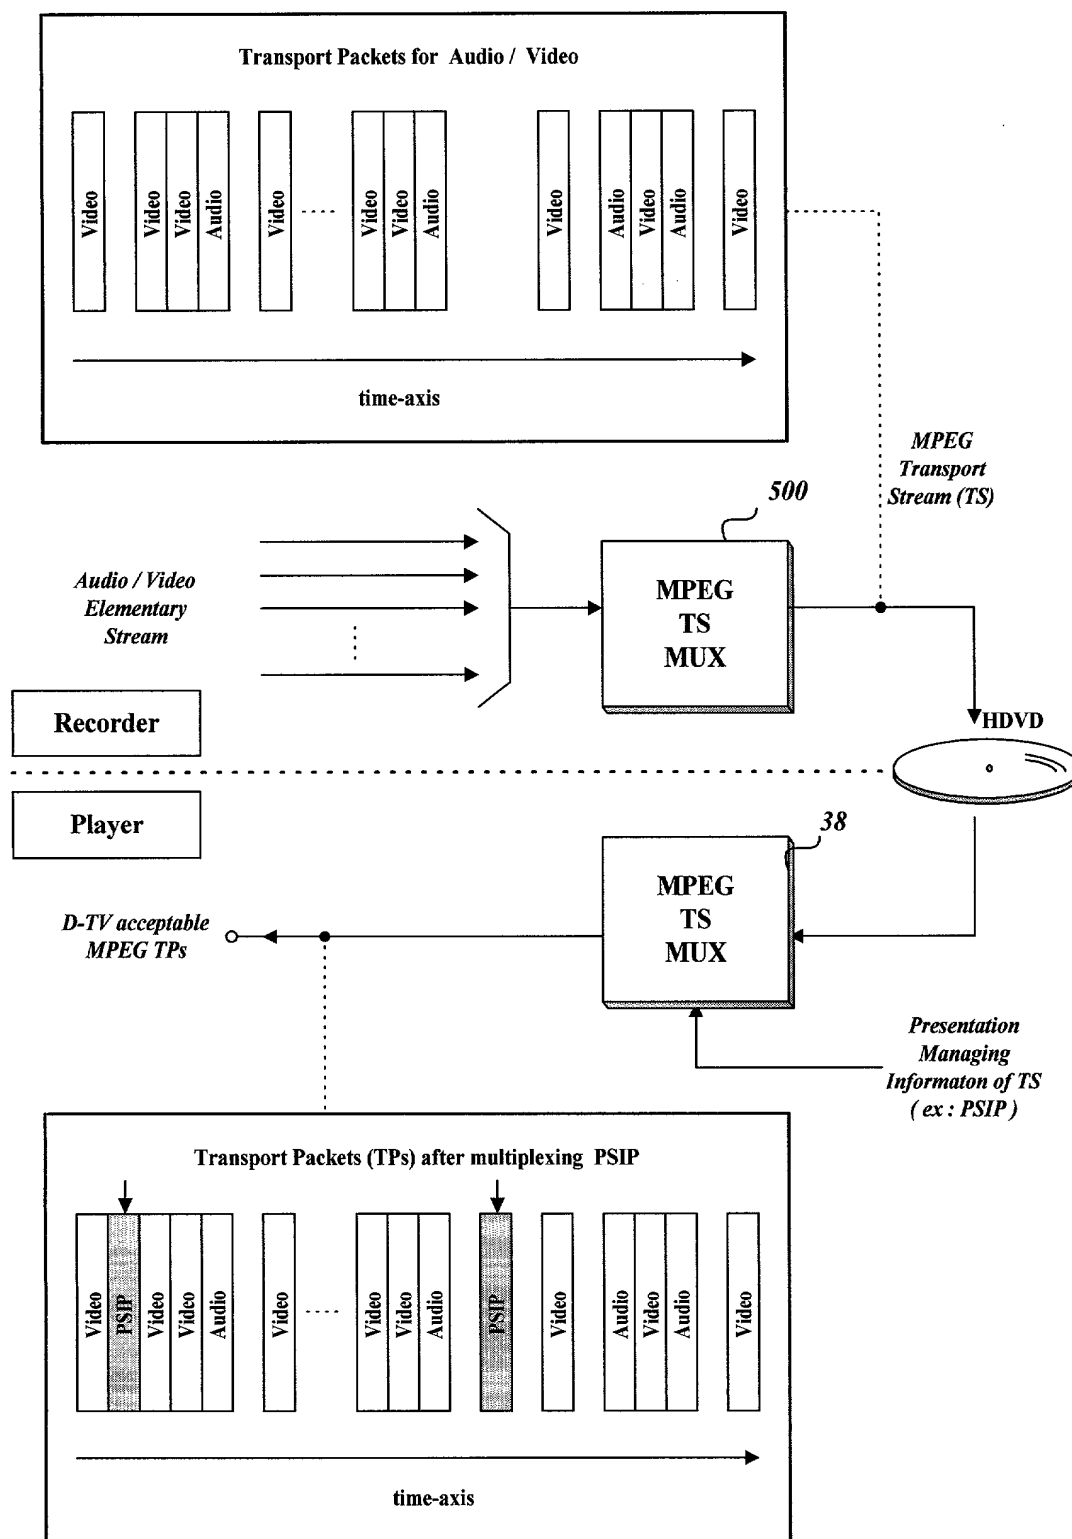 Transport Packets for Audio / Video
Video
Video
Video
Audio
Video
Video
Video
Audio
Video
Audio
Video
Audio
Video
time-axis
MPEG
Transport
Stream (TS)
500
Audio / Video
Elementary
Stream
MPEG
TS
MUX
Recorder
HDVD
Player
38
MPEG
TS
MUX
D-TV acceptable
MPEG TPs
Presentation
Managing
Informaton of TS
( ex : PSIP )
Transport Packets (TPs) after multiplexing PSIP
Video
PSIP
Video
Video
Audio
Video
Video
Video
Audio
PSIP
Video
Audio
Video
Audio
Video
time-axis